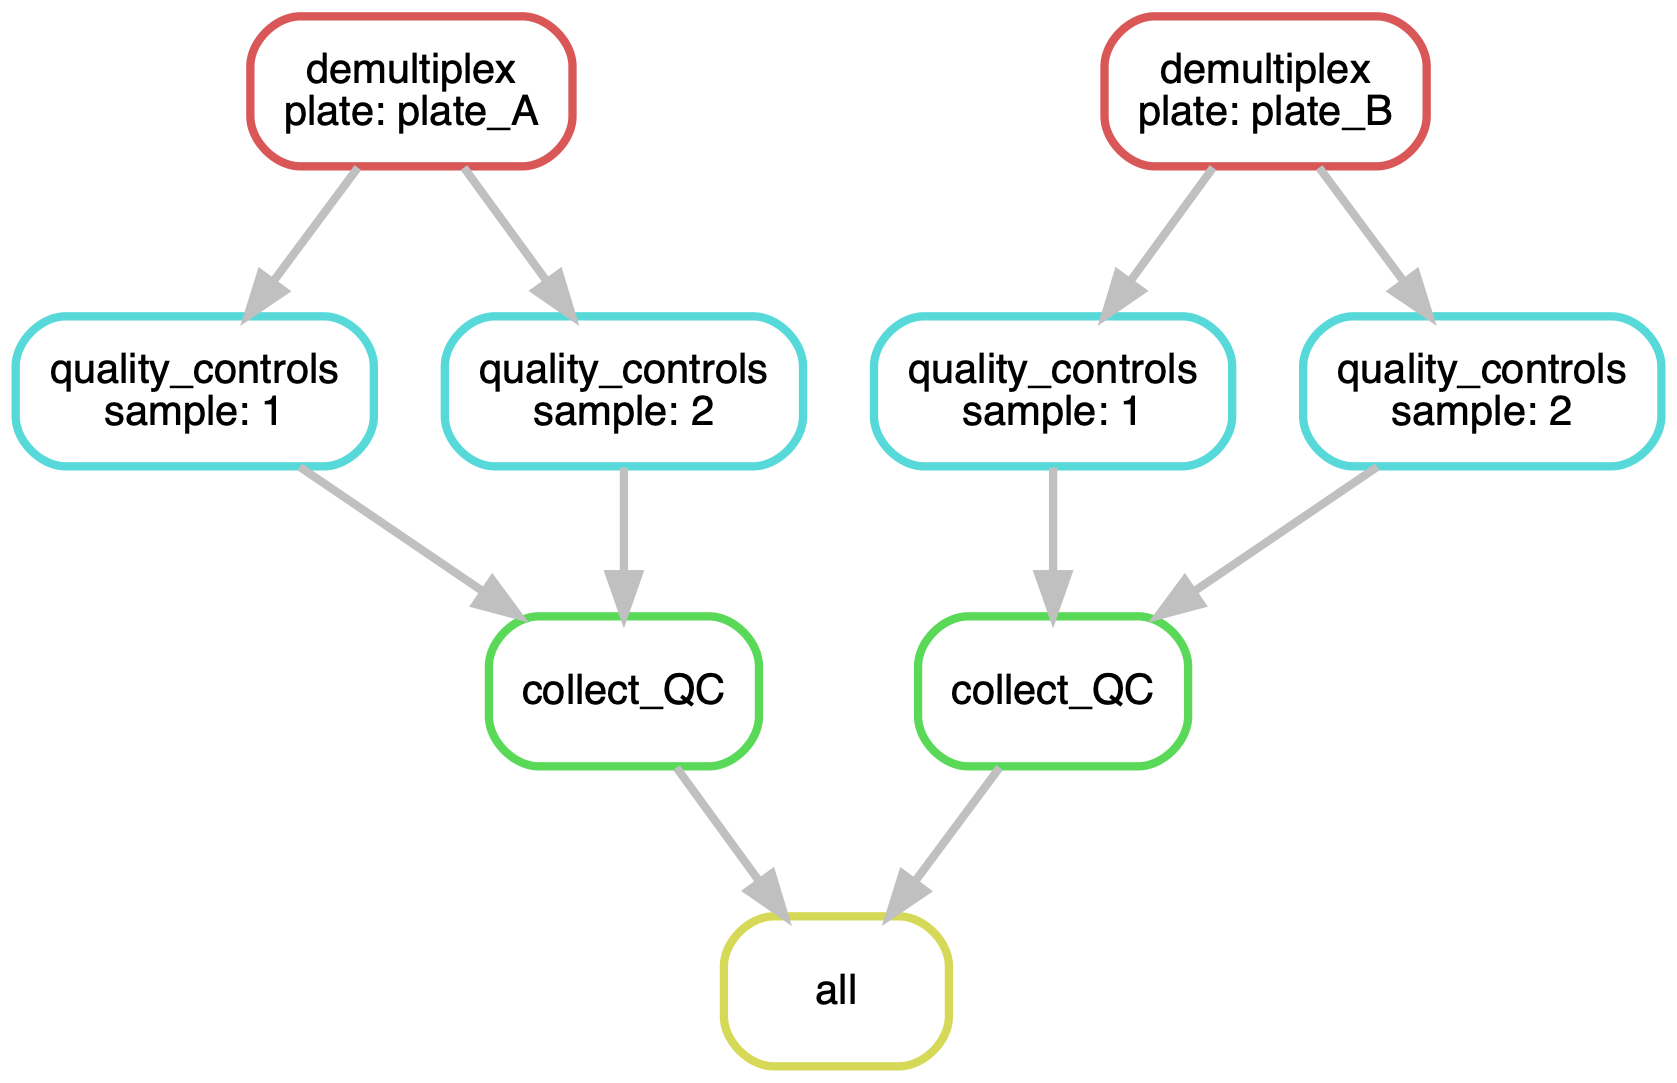 demultiplex
plate: plate_A
demultiplex
plate: plate_B
quality_controls
sample: 1
quality_controls
sample: 2
quality_controls
sample: 1
quality_controls
sample: 2
collect_QC
collect_QC
all